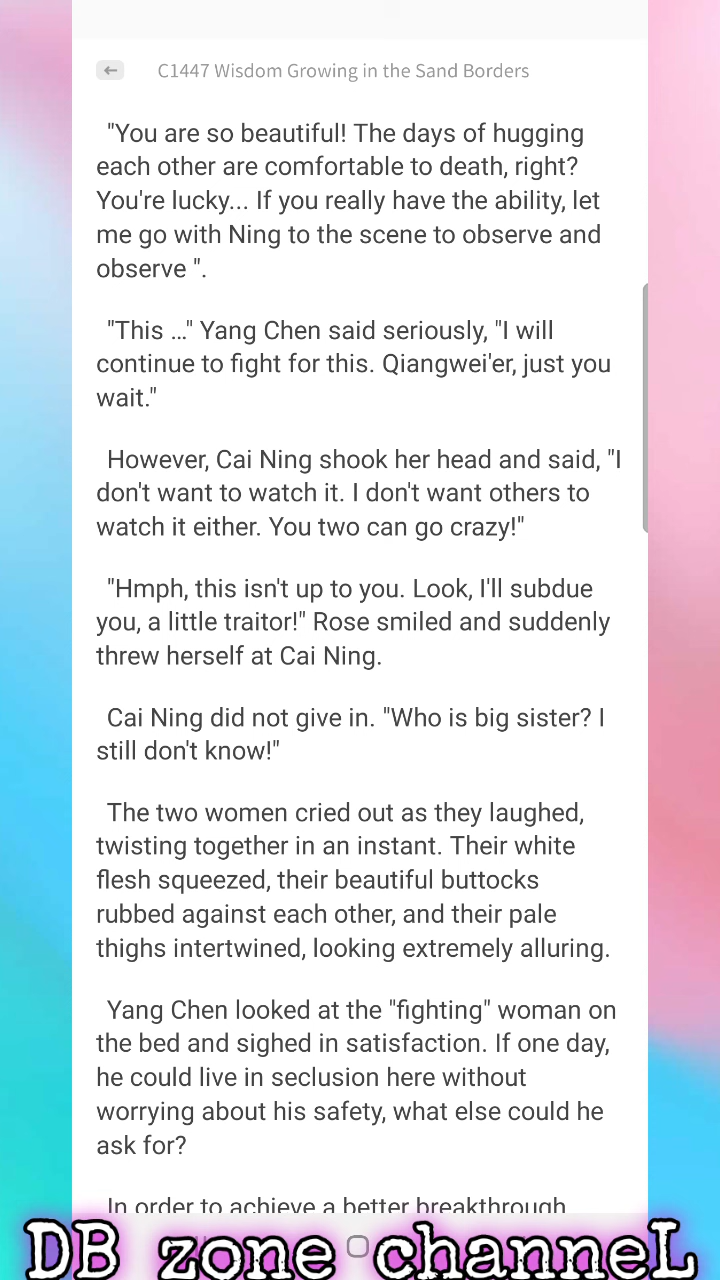 C1447 Wisdom Growing in the Sand Borders
"You are so beautiful! The days of hugging
each other are comfortable to death, right?
You're lucky... If you really have the ability, let
me go with Ning to the scene to observe and
observe ".
"This …" Yang Chen said seriously, "I will
continue to fight for this. Qiangwei'er, just you
wait."
However, Cai Ning shook her head and said, "I
don't want to watch it. I don't want others to
watch it either. You two can go crazy!"
"Hmph, this isn't up to you. Look, I'll subdue
you, a little traitor!" Rose smiled and suddenly
threw herself at Cai Ning.
Cai Ning did not give in. "Who is big sister? I
still don't know!"
The two women cried out as they laughed,
twisting together in an instant. Their white
flesh squeezed, their beautiful buttocks
rubbed against each other, and their pale
thighs intertwined, looking extremely alluring.
Yang Chen looked at the "fighting" woman on
the bed and sighed in satisfaction. If one day,
he could live in seclusion here without
worrying about his safety, what else could he
ask for?
In order to achieve a better breakthrough
DB zone channeL